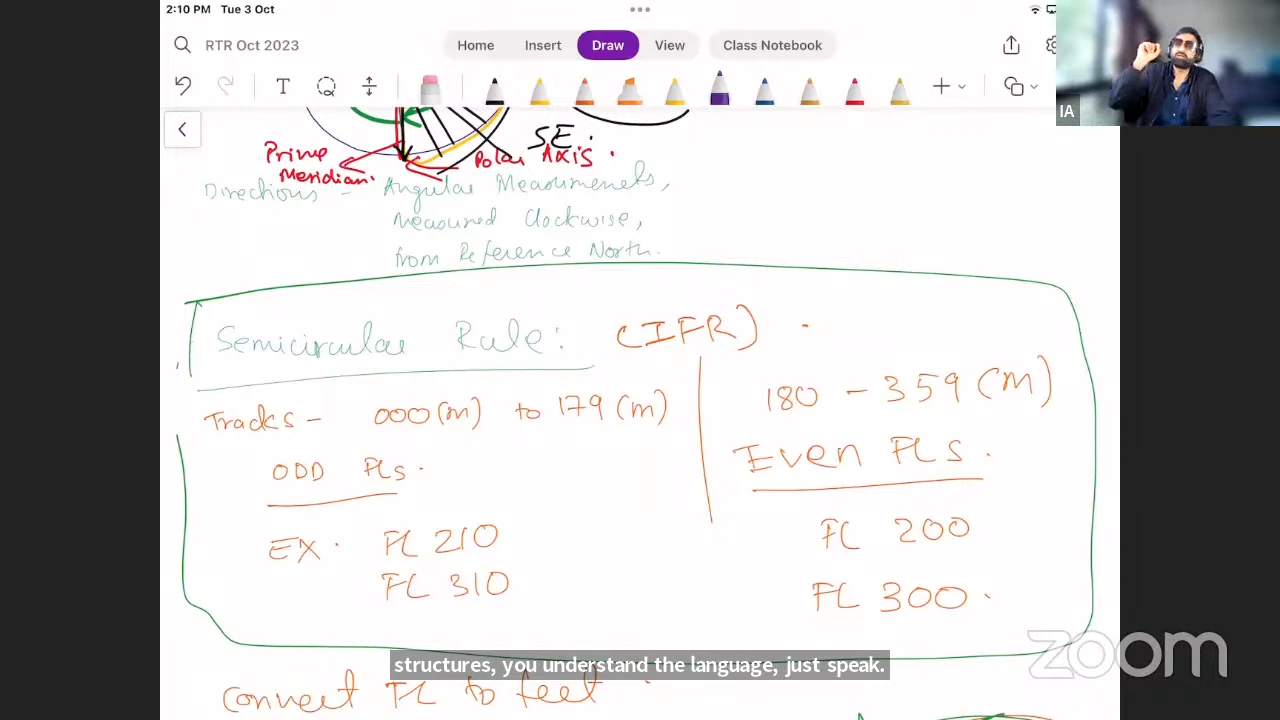 2:10 PM Tue 3 Oct
RTR Oct 2023
Home Insert Draw View Class Notebook
IA
SE.
Prime Meridian.
Polar Axis.
Directions - Angular Measuremenets,
measured Clockwise,
from Reference North.
Semicircular Rule: (IFR)
Tracks - 000(m) to 179(m)
180 - 359(m)
ODD FLs.
Even FLs.
EX. FL 210
FL 200
FL 310
FL 300.
zoom
structures, you understand the language, just speak.
Convert FL to feet